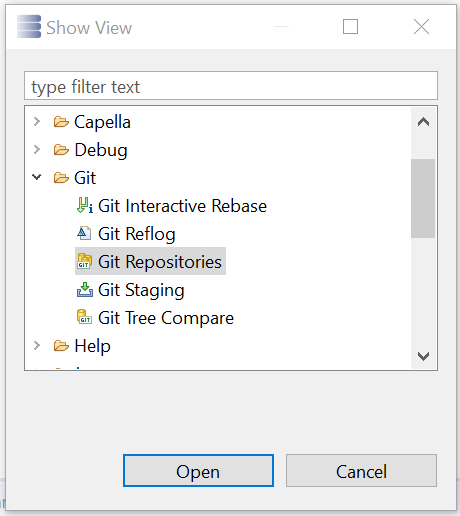 Show View
type filter text
Capella
Debug
Git
Git Interactive Rebase
Git Reflog
Git Repositories
Git Staging
Git Tree Compare
Help
Open
Cancel